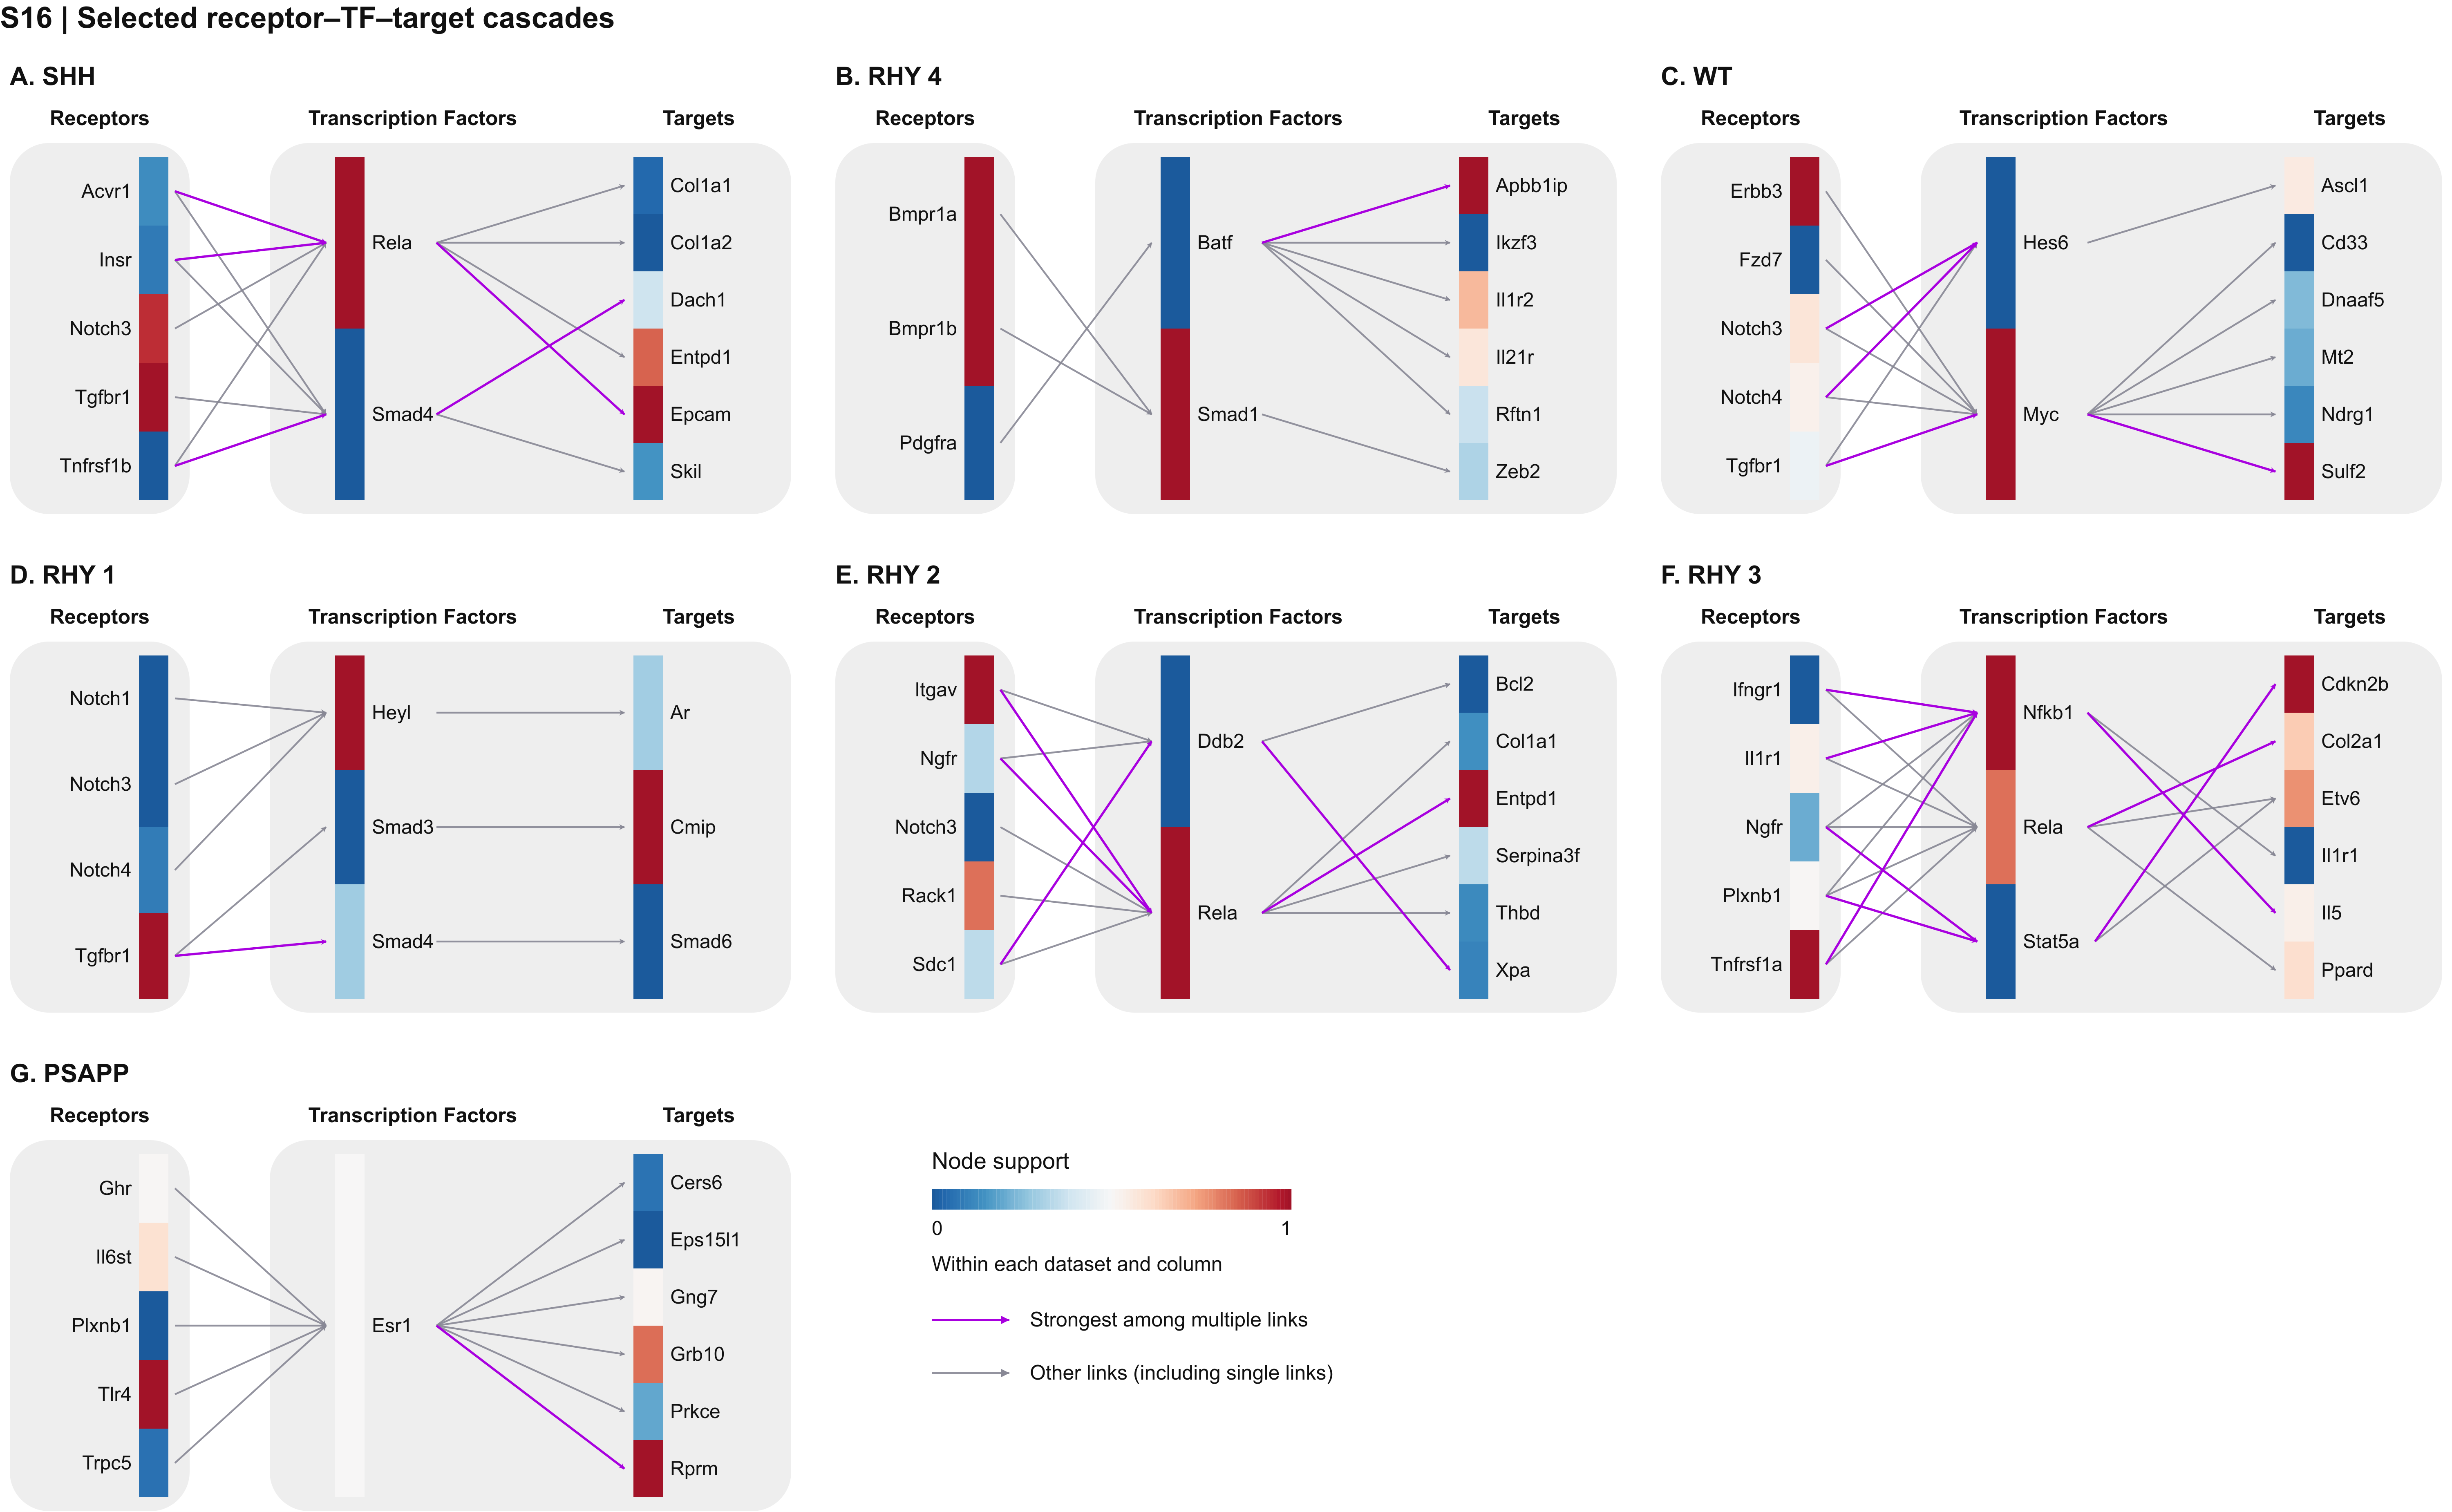 S16 | Selected receptor–TF–target cascades
A. SHH
Receptors
Transcription Factors
Targets
Acvr1
Insr
Notch3
Tgfbr1
Tnfrsf1b
Rela
Smad4
Col1a1
Col1a2
Dach1
Entpd1
Epcam
Skil
B. RHY 4
Receptors
Transcription Factors
Targets
Bmpr1a
Bmpr1b
Pdgfra
Batf
Smad1
Apbb1ip
Ikzf3
Il1r2
Il21r
Rftn1
Zeb2
C. WT
Receptors
Transcription Factors
Targets
Erbb3
Fzd7
Notch3
Notch4
Tgfbr1
Hes6
Myc
Ascl1
Cd33
Dnaaf5
Mt2
Ndrg1
Sulf2
D. RHY 1
Receptors
Transcription Factors
Targets
Notch1
Notch3
Notch4
Tgfbr1
Heyl
Smad3
Smad4
Ar
Cmip
Smad6
E. RHY 2
Receptors
Transcription Factors
Targets
Itgav
Ngfr
Notch3
Rack1
Sdc1
Ddb2
Rela
Bcl2
Col1a1
Entpd1
Serpina3f
Thbd
Xpa
F. RHY 3
Receptors
Transcription Factors
Targets
Ifngr1
Il1r1
Ngfr
Plxnb1
Tnfrsf1a
Nfkb1
Rela
Stat5a
Cdkn2b
Col2a1
Etv6
Il1r1
Il5
Ppard
G. PSAPP
Receptors
Transcription Factors
Targets
Ghr
Il6st
Plxnb1
Tlr4
Trpc5
Esr1
Cers6
Eps15l1
Gng7
Grb10
Prkce
Rprm
Node support
0 1
Within each dataset and column
Strongest among multiple links
Other links (including single links)